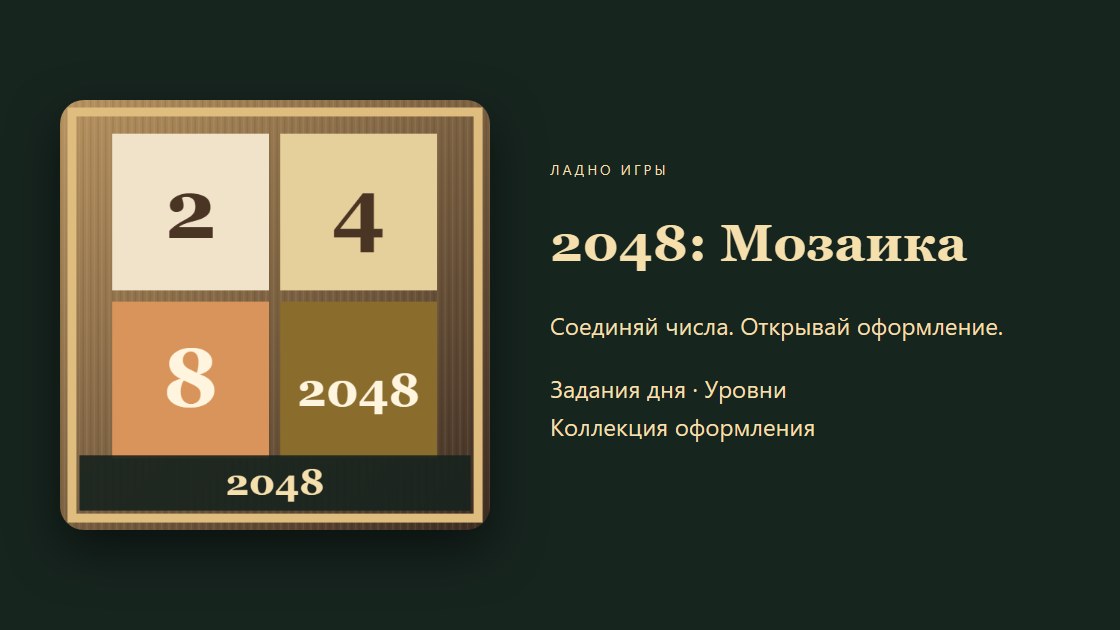 2
4
8
2048
2048
ЛАДНО ИГРЫ
2048: Мозаика
Соединяй числа. Открывай оформление.
Задания дня · Уровни
Коллекция оформления